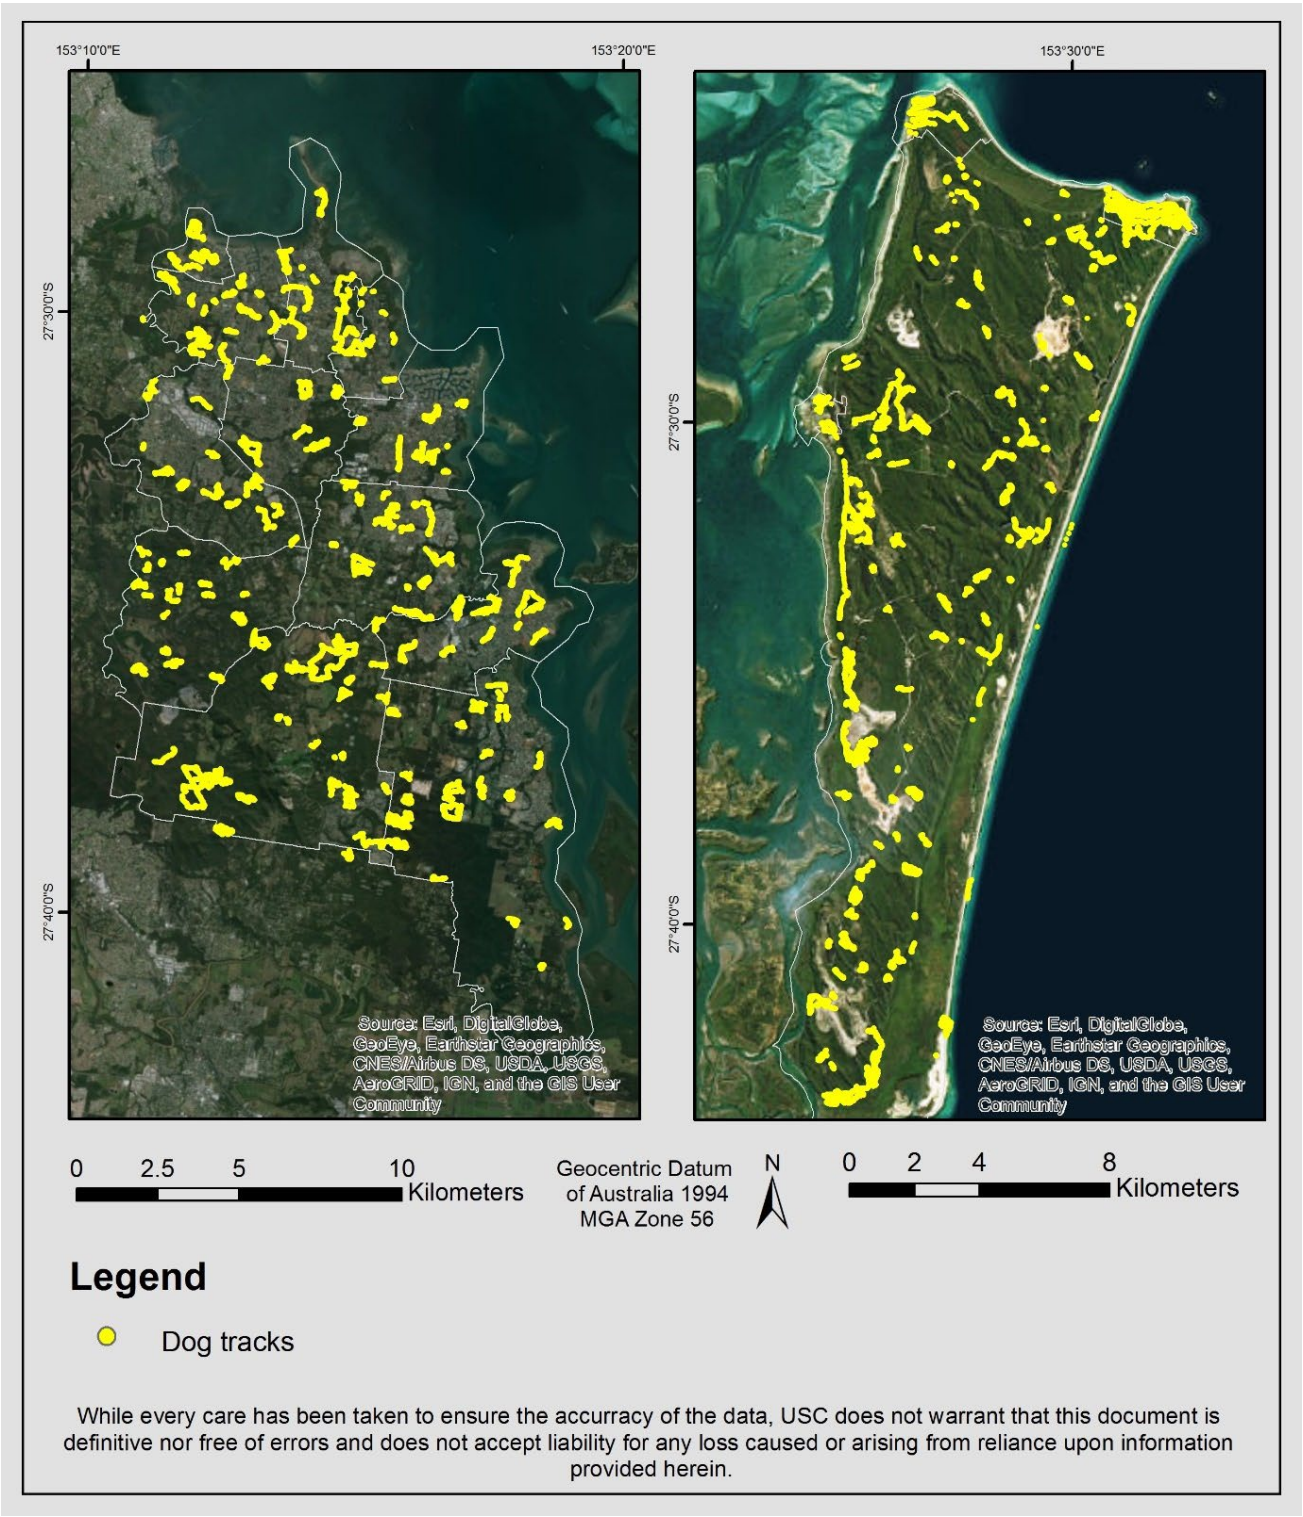 153°10'0"E
153°20'0"E
153°30'0"E
27°30'0"S
27°40'0"S
27°30'0"S
27°40'0"S
Source: Esri, DigitalGlobe,
GeoEye, Earthstar Geographics,
CNES/Airbus DS, USDA, USGS,
AeroGRID, IGN, and the GIS User
Community
Source: Esri, DigitalGlobe,
GeoEye, Earthstar Geographics,
CNES/Airbus DS, USDA, USGS,
AeroGRID, IGN, and the GIS User
Community
0 2.5 5 10
Kilometers
Geocentric Datum
of Australia 1994
MGA Zone 56
N
0 2 4 8
Kilometers
Legend
Dog tracks
While every care has been taken to ensure the accurracy of the data, USC does not warrant that this document is
definitive nor free of errors and does not accept liability for any loss caused or arising from reliance upon information
provided herein.